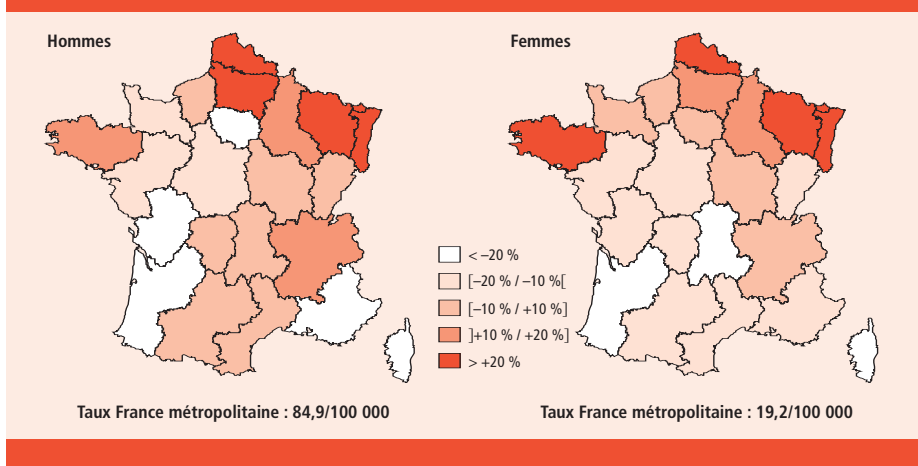 Hommes
Femmes
< –20 %
[–20 % / –10 %[
[–10 % / +10 %]
]+10 % / +20 %]
> +20 %
Taux France métropolitaine : 84,9/100 000
Taux France métropolitaine : 19,2/100 000